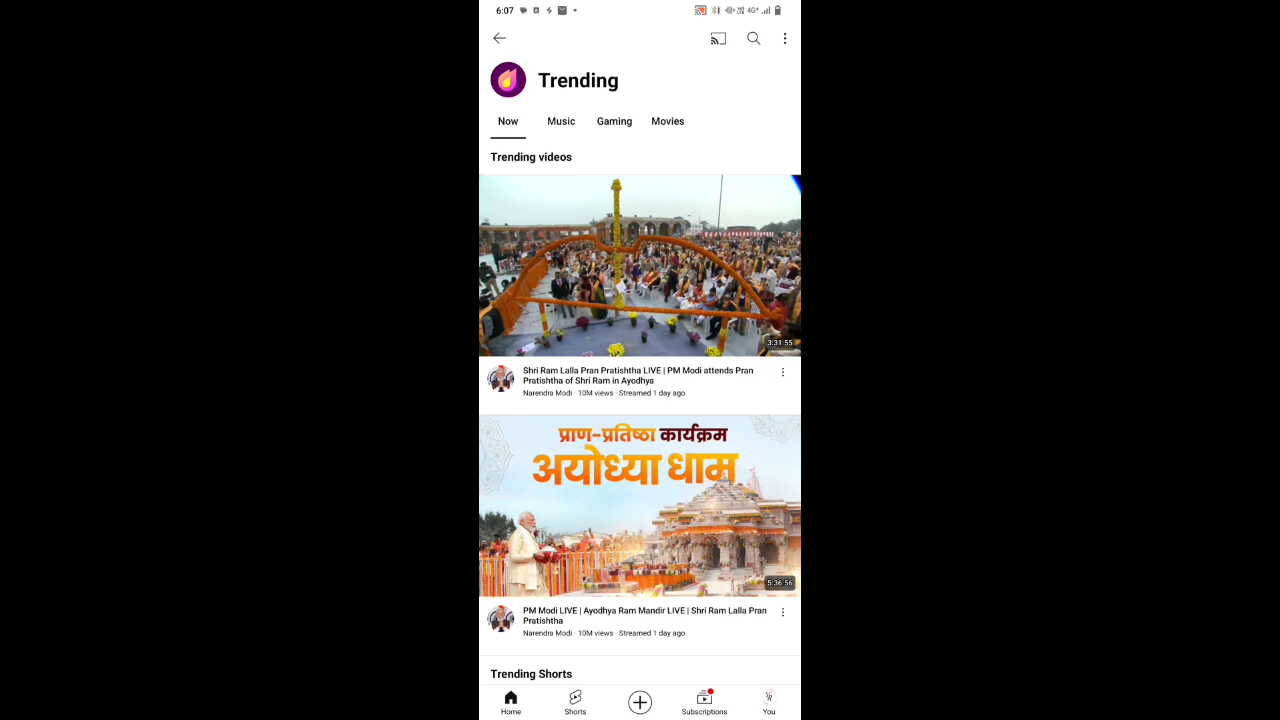 6:07
4G+
Trending
Now Music Gaming Movies
Trending videos
3:31:55
Shri Ram Lalla Pran Pratishtha LIVE | PM Modi attends Pran
Pratishtha of Shri Ram in Ayodhya
Narendra Modi · 10M views · Streamed 1 day ago
प्राण-प्रतिष्ठा कार्यक्रम
अयोध्या धाम
5:36:56
PM Modi LIVE | Ayodhya Ram Mandir LIVE | Shri Ram Lalla Pran
Pratishtha
Narendra Modi · 10M views · Streamed 1 day ago
Trending Shorts
Home Shorts Subscriptions You